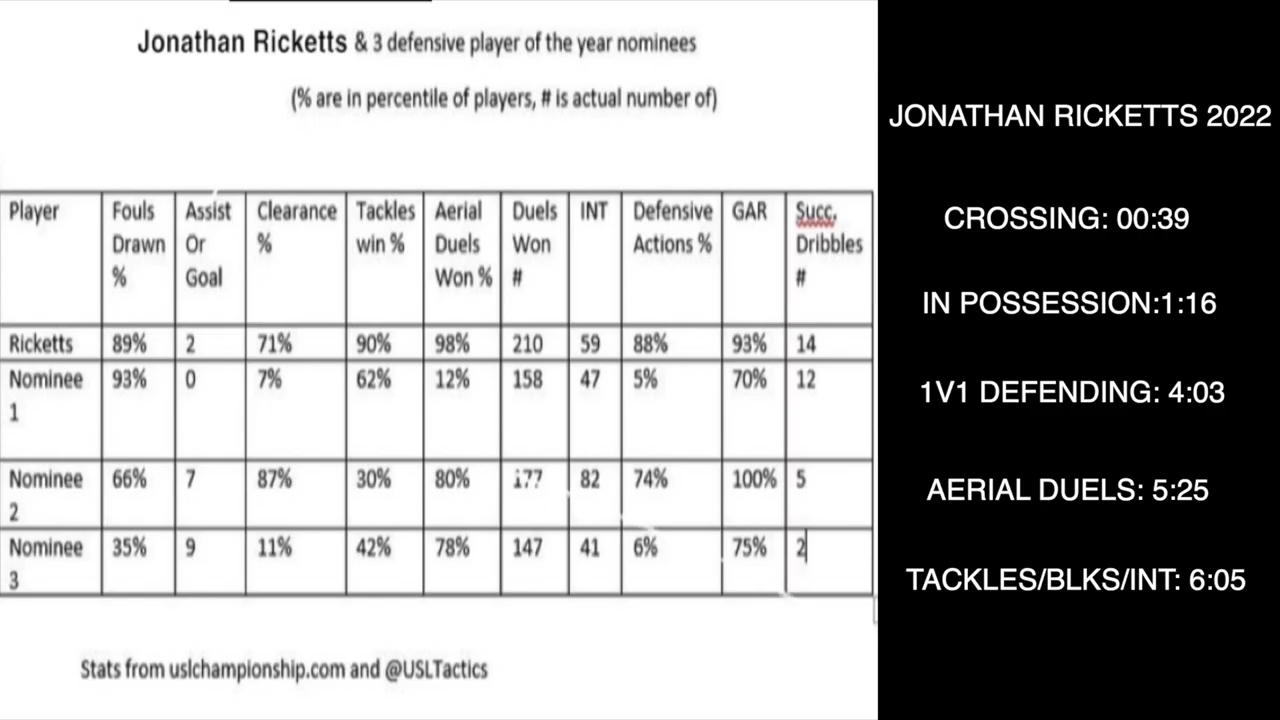 Jonathan Ricketts & 3 defensive player of the year nominees
(% are in percentile of players, # is actual number of)
Player Fouls Drawn % Assist Or Goal Clearance % Tackles win % Aerial Duels Won % Duels Won # INT Defensive Actions % GAR Succ. Dribbles #
Ricketts 89% 2 71% 90% 98% 210 59 88% 93% 14
Nominee 1 93% 0 7% 62% 12% 158 47 5% 70% 12
Nominee 2 66% 7 87% 30% 80% 177 82 74% 100% 5
Nominee 3 35% 9 11% 42% 78% 147 41 6% 75% 2
Stats from uslchampionship.com and @USLTactics
JONATHAN RICKETTS 2022
CROSSING: 00:39
IN POSSESSION:1:16
1V1 DEFENDING: 4:03
AERIAL DUELS: 5:25
TACKLES/BLKS/INT: 6:05